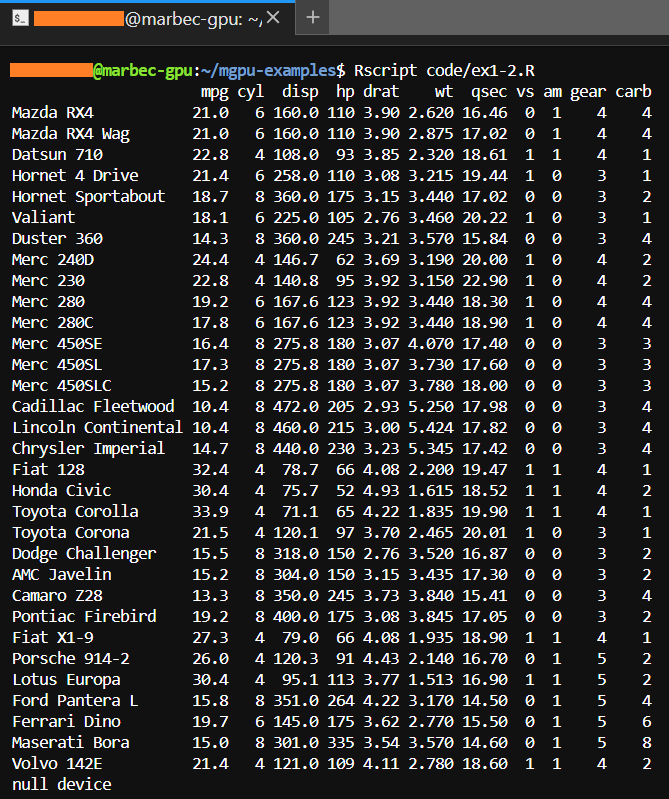 @marbec-gpu: ~/ × +
@marbec-gpu:~/mgpu-examples$ Rscript code/ex1-2.R
mpg cyl disp hp drat wt qsec vs am gear carb
Mazda RX4 21.0 6 160.0 110 3.90 2.620 16.46 0 1 4 4
Mazda RX4 Wag 21.0 6 160.0 110 3.90 2.875 17.02 0 1 4 4
Datsun 710 22.8 4 108.0 93 3.85 2.320 18.61 1 1 4 1
Hornet 4 Drive 21.4 6 258.0 110 3.08 3.215 19.44 1 0 3 1
Hornet Sportabout 18.7 8 360.0 175 3.15 3.440 17.02 0 0 3 2
Valiant 18.1 6 225.0 105 2.76 3.460 20.22 1 0 3 1
Duster 360 14.3 8 360.0 245 3.21 3.570 15.84 0 0 3 4
Merc 240D 24.4 4 146.7 62 3.69 3.190 20.00 1 0 4 2
Merc 230 22.8 4 140.8 95 3.92 3.150 22.90 1 0 4 2
Merc 280 19.2 6 167.6 123 3.92 3.440 18.30 1 0 4 4
Merc 280C 17.8 6 167.6 123 3.92 3.440 18.90 1 0 4 4
Merc 450SE 16.4 8 275.8 180 3.07 4.070 17.40 0 0 3 3
Merc 450SL 17.3 8 275.8 180 3.07 3.730 17.60 0 0 3 3
Merc 450SLC 15.2 8 275.8 180 3.07 3.780 18.00 0 0 3 3
Cadillac Fleetwood 10.4 8 472.0 205 2.93 5.250 17.98 0 0 3 4
Lincoln Continental 10.4 8 460.0 215 3.00 5.424 17.82 0 0 3 4
Chrysler Imperial 14.7 8 440.0 230 3.23 5.345 17.42 0 0 3 4
Fiat 128 32.4 4 78.7 66 4.08 2.200 19.47 1 1 4 1
Honda Civic 30.4 4 75.7 52 4.93 1.615 18.52 1 1 4 2
Toyota Corolla 33.9 4 71.1 65 4.22 1.835 19.90 1 1 4 1
Toyota Corona 21.5 4 120.1 97 3.70 2.465 20.01 1 0 3 1
Dodge Challenger 15.5 8 318.0 150 2.76 3.520 16.87 0 0 3 2
AMC Javelin 15.2 8 304.0 150 3.15 3.435 17.30 0 0 3 2
Camaro Z28 13.3 8 350.0 245 3.73 3.840 15.41 0 0 3 4
Pontiac Firebird 19.2 8 400.0 175 3.08 3.845 17.05 0 0 3 2
Fiat X1-9 27.3 4 79.0 66 4.08 1.935 18.90 1 1 4 1
Porsche 914-2 26.0 4 120.3 91 4.43 2.140 16.70 0 1 5 2
Lotus Europa 30.4 4 95.1 113 3.77 1.513 16.90 1 1 5 2
Ford Pantera L 15.8 8 351.0 264 4.22 3.170 14.50 0 1 5 4
Ferrari Dino 19.7 6 145.0 175 3.62 2.770 15.50 0 1 5 6
Maserati Bora 15.0 8 301.0 335 3.54 3.570 14.60 0 1 5 8
Volvo 142E 21.4 4 121.0 109 4.11 2.780 18.60 1 1 4 2
null device